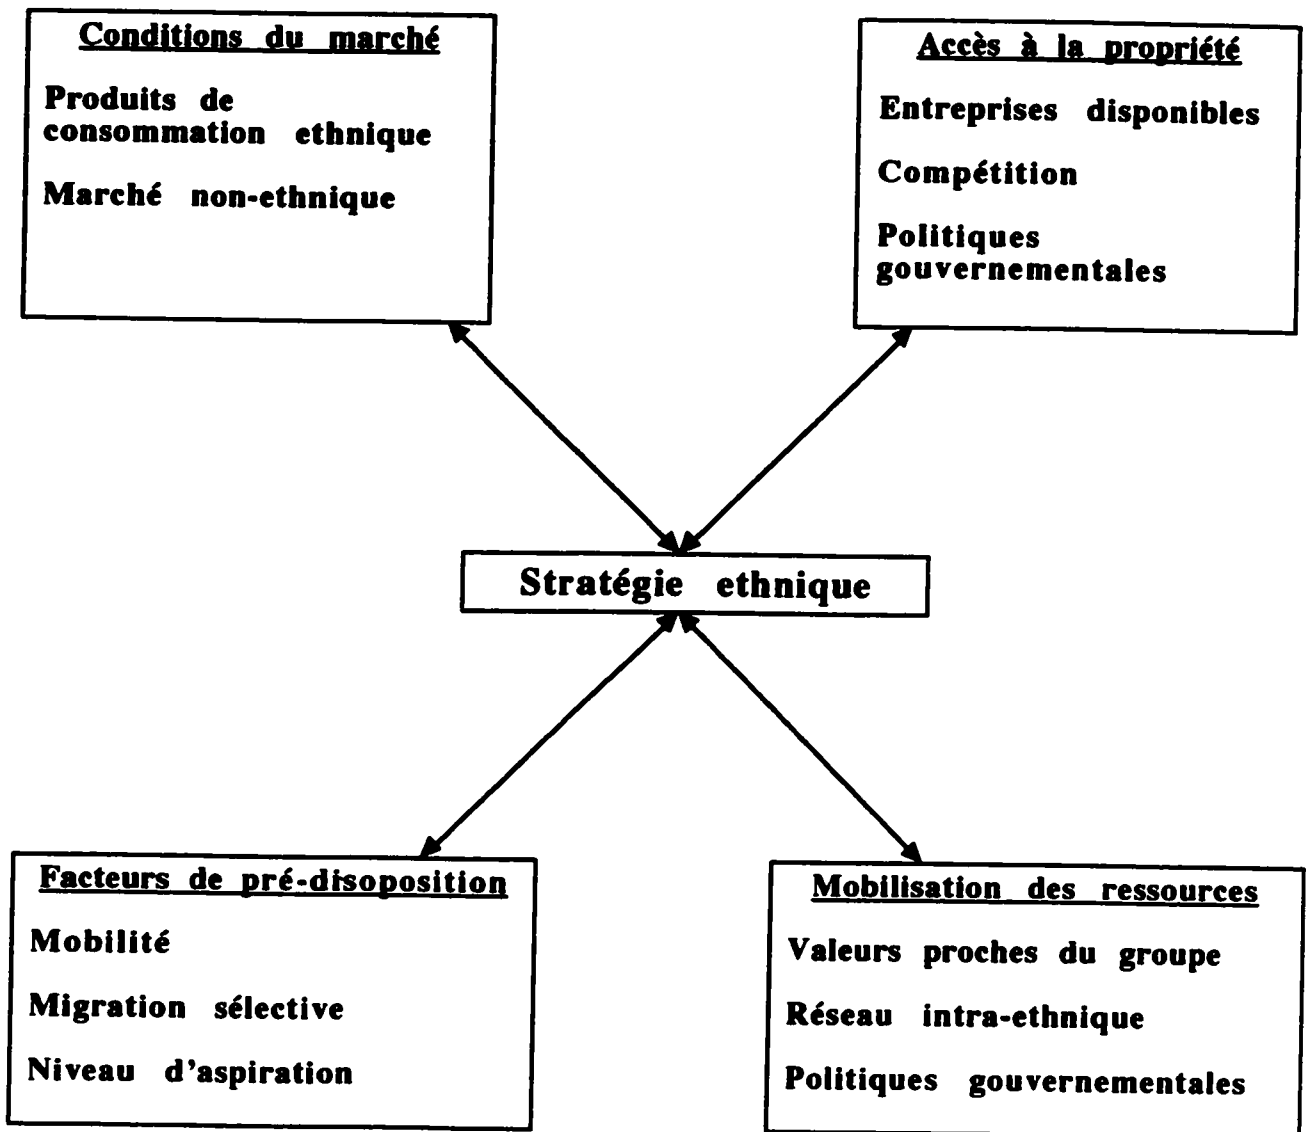 Conditions du marché
Produits de
consommation ethnique
Marché non-ethnique
Accès à la propriété
Entreprises disponibles
Compétition
Politiques
gouvernementales
Stratégie ethnique
Facteurs de pré-disoposition
Mobilité
Migration sélective
Niveau d'aspiration
Mobilisation des ressources
Valeurs proches du groupe
Réseau intra-ethnique
Politiques gouvernementales